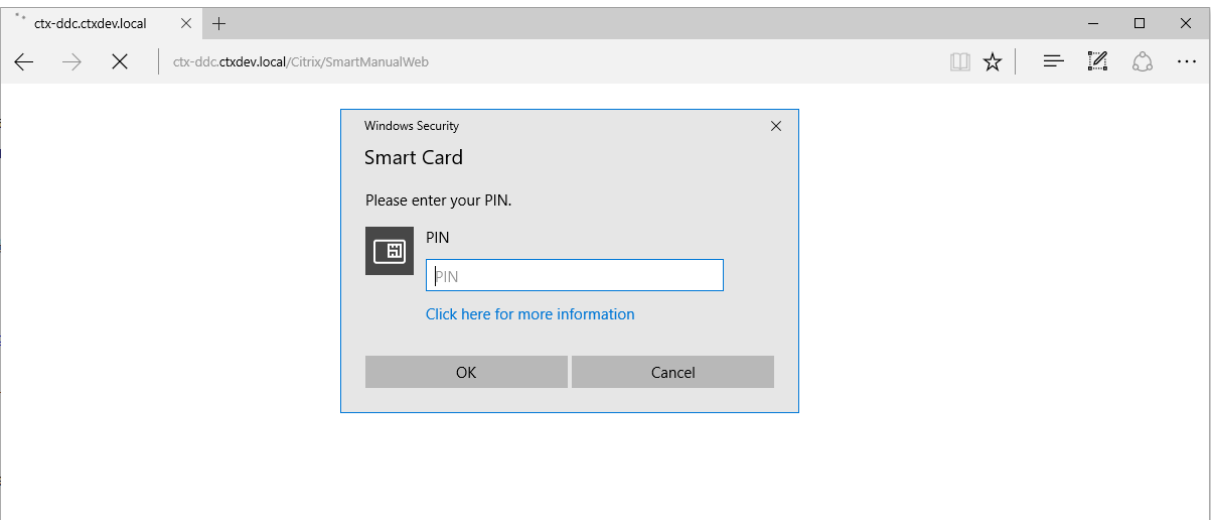 ctx-ddc.ctxdev.local
ctx-ddc.ctxdev.local/Citrix/SmartManualWeb
Windows Security
Smart Card
Please enter your PIN.
PIN
PIN
Click here for more information
OK Cancel